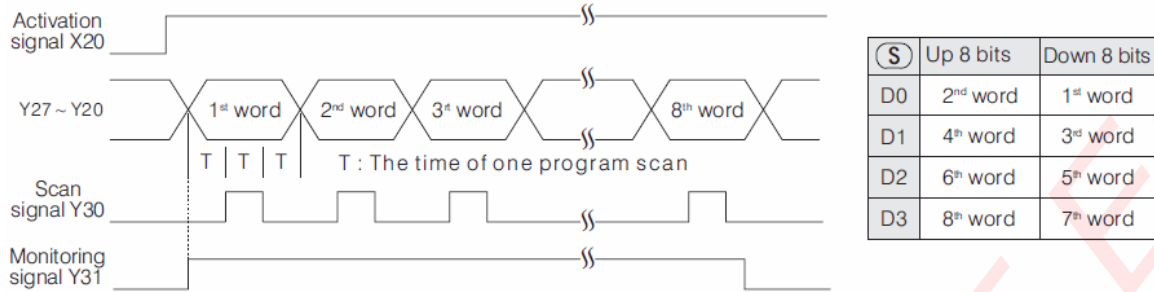 Activation
signal X20
Y27 ~ Y20
1st word
2nd word
3rt word
8th word
T
T
T
T : The time of one program scan
Scan
signal Y30
Monitoring
signal Y31
S Up 8 bits Down 8 bits
D0 2nd word 1st word
D1 4th word 3rd word
D2 6th word 5th word
D3 8th word 7th word